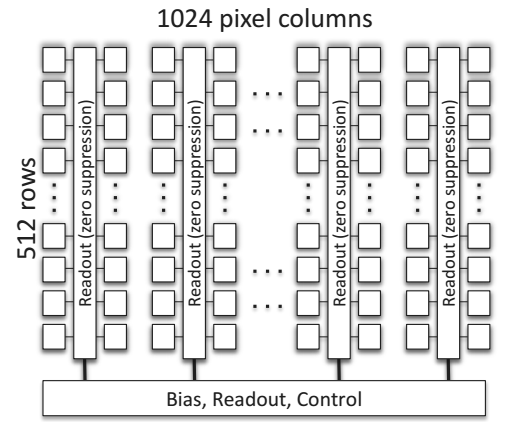 1024 pixel columns
512 rows
Readout (zero suppression)
Readout (zero suppression)
Readout (zero suppression)
Readout (zero suppression)
Bias, Readout, Control